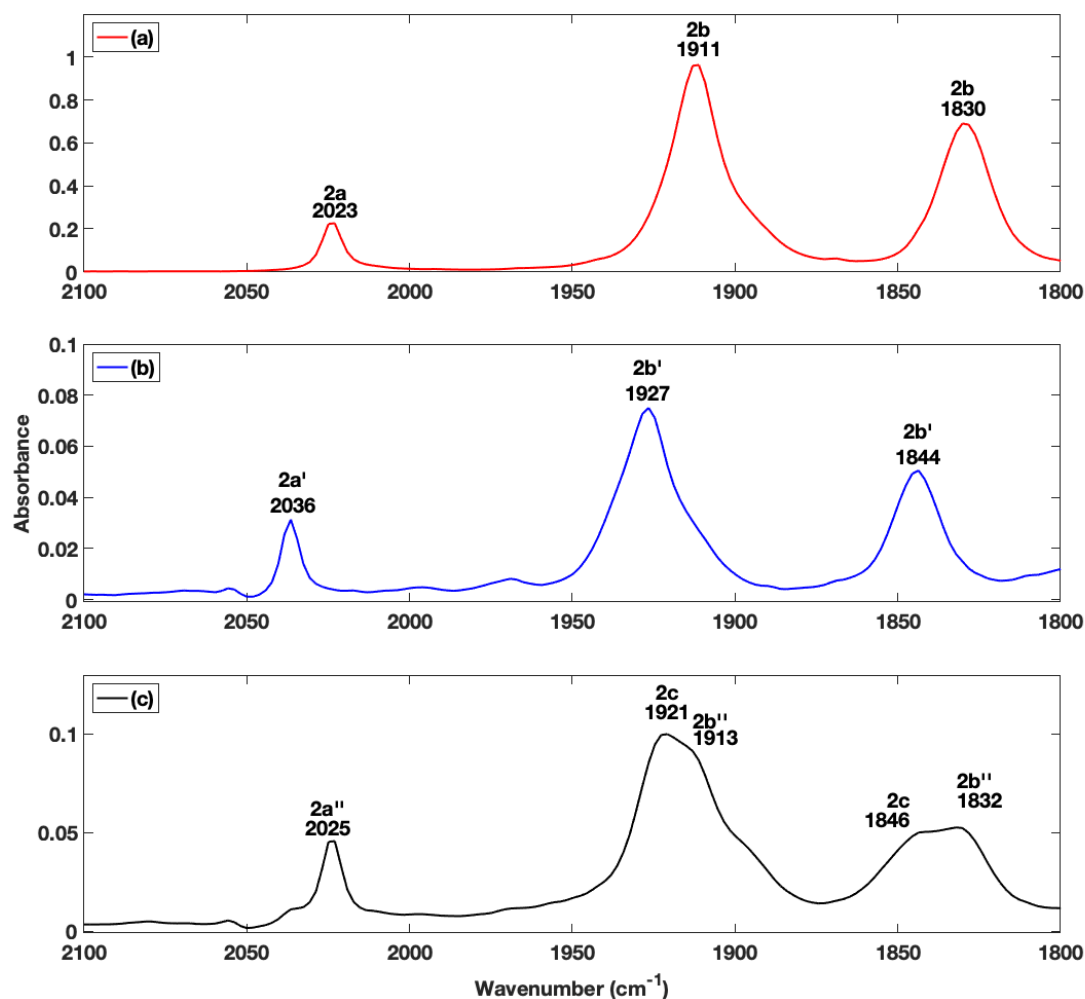 (a)
2b
1911
2b
1830
2a
2023
1
0.8
0.6
0.4
0.2
0
2100 2050 2000 1950 1900 1850 1800
(b)
2b'
1927
2b'
1844
2a'
2036
0.1
0.08
0.06
0.04
0.02
0
2100 2050 2000 1950 1900 1850 1800
Absorbance
(c)
2c
1921
2b''
1913
2b''
1832
2c
1846
2a''
2025
0.1
0.05
0
2100 2050 2000 1950 1900 1850 1800
Wavenumber (cm⁻¹)